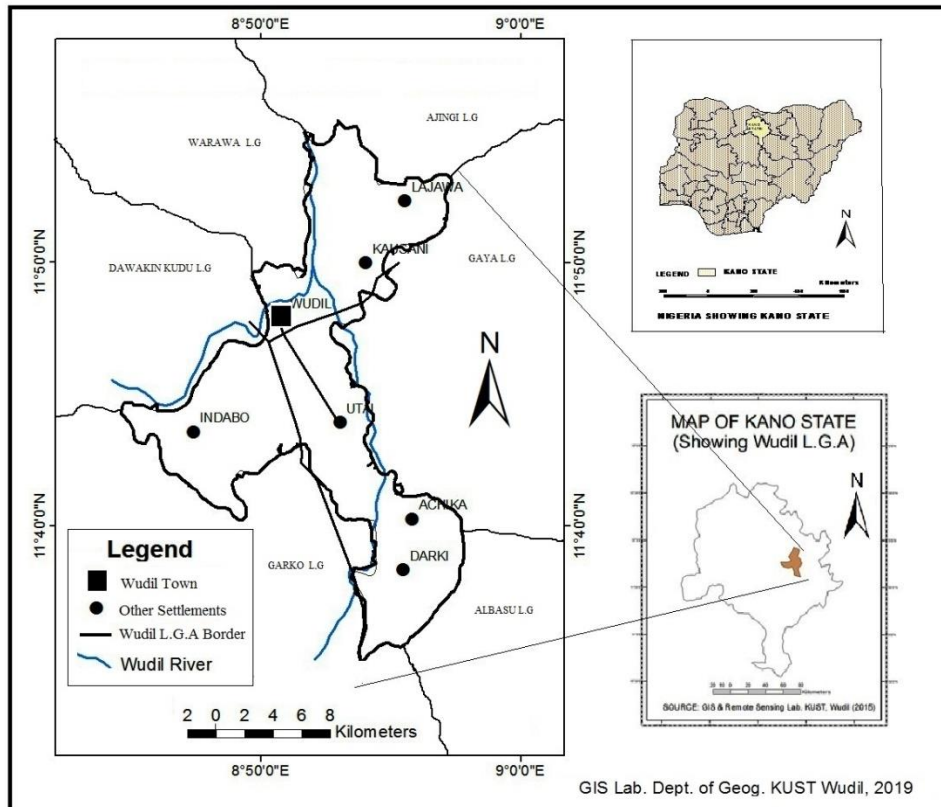 8°50'0"E
9°0'0"E
AJINGI L.G
WARAWA L.G
LAJAWA
KAUSANI
GAYA L.G
DAWAKIN KUDU L.G
11°50'0"N
11°50'0"N
WUDIL
N
UTAI
INDABO
ACHIKA
11°40'0"N
11°40'0"N
DARKI
GARKO L.G
ALBASU L.G
Legend
Wudil Town
Other Settlements
Wudil L.G.A Border
Wudil River
2 0 2 4 6 8
Kilometers
8°50'0"E
9°0'0"E
N
LEGEND KANO STATE
Kilometers
NIGERIA SHOWING KANO STATE
MAP OF KANO STATE
(Showing Wudil L.G.A)
N
Kilometers
SOURCE: GIS & Remote Sensing Lab. KUST, Wudil (2015)
GIS Lab. Dept. of Geog. KUST Wudil, 2019